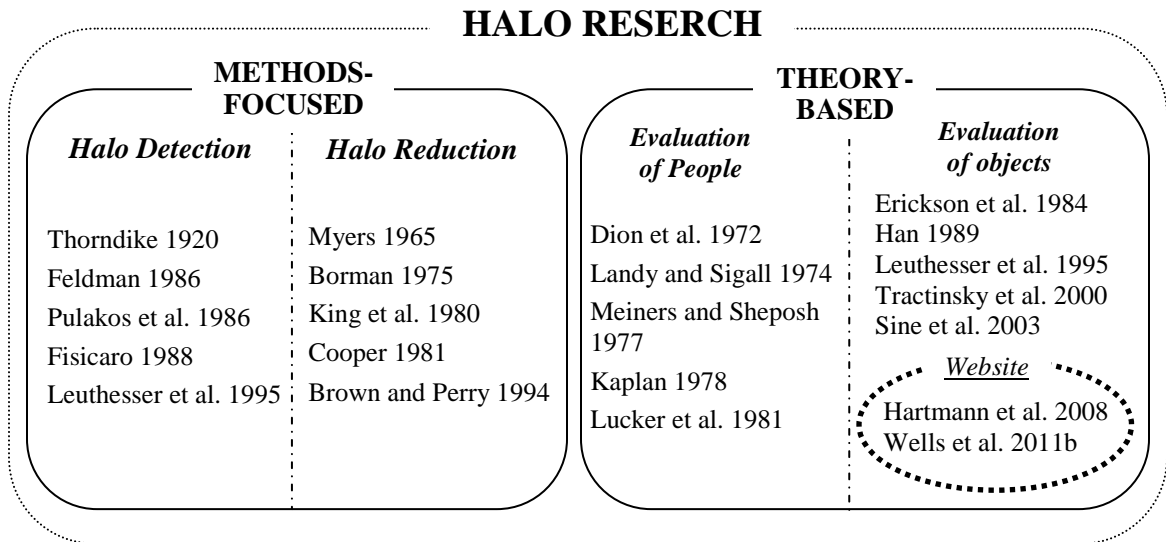 HALO RESERCH
METHODS-
FOCUSED
Halo Detection
Thorndike 1920
Feldman 1986
Pulakos et al. 1986
Fisicaro 1988
Leuthesser et al. 1995
Halo Reduction
Myers 1965
Borman 1975
King et al. 1980
Cooper 1981
Brown and Perry 1994
THEORY-
BASED
Evaluation
of People
Dion et al. 1972
Landy and Sigall 1974
Meiners and Sheposh
1977
Kaplan 1978
Lucker et al. 1981
Evaluation
of objects
Erickson et al. 1984
Han 1989
Leuthesser et al. 1995
Tractinsky et al. 2000
Sine et al. 2003
Website
Hartmann et al. 2008
Wells et al. 2011b